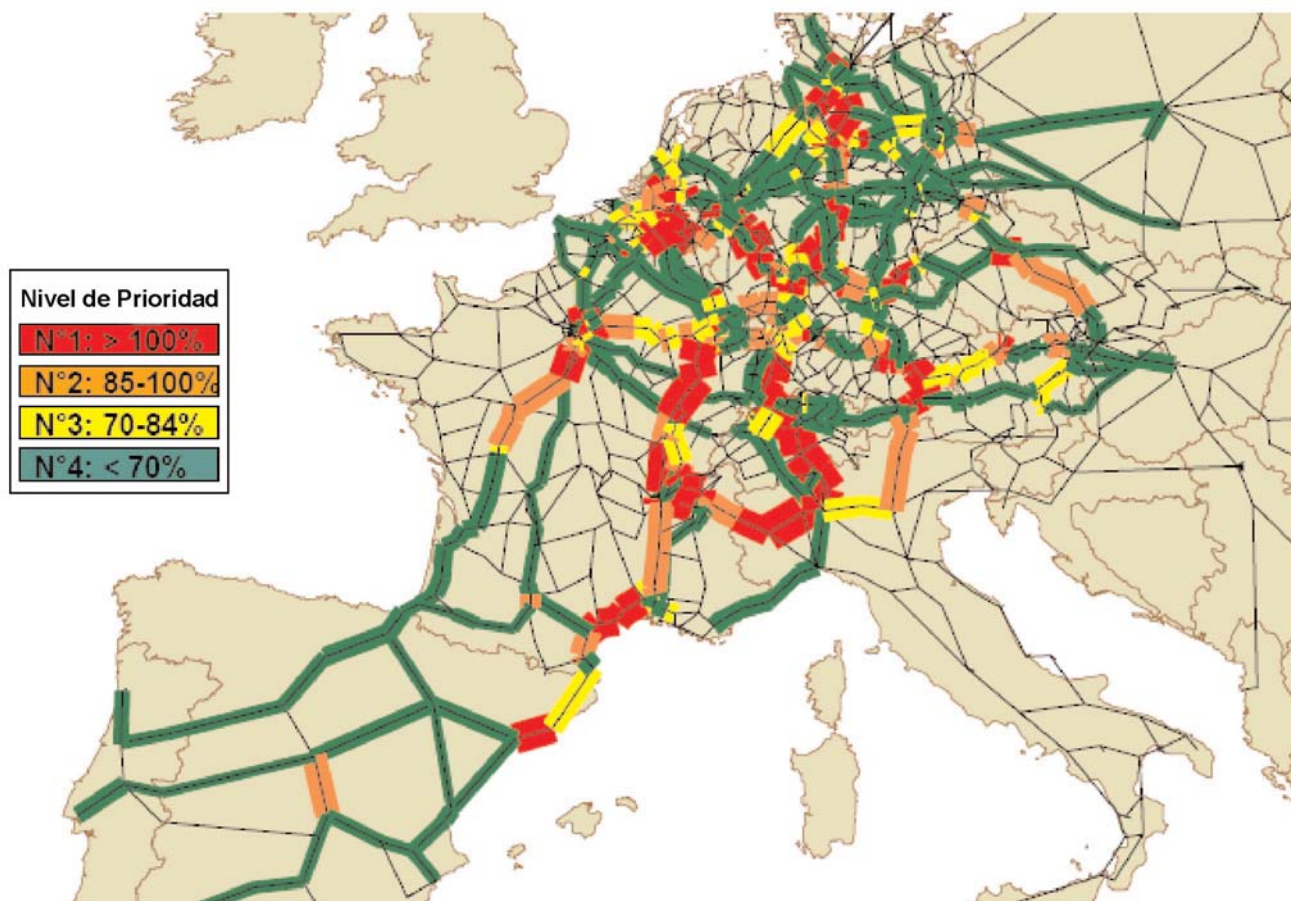 Nivel de Prioridad
N°1: > 100%
N°2: 85-100%
N°3: 70-84%
N°4: < 70%